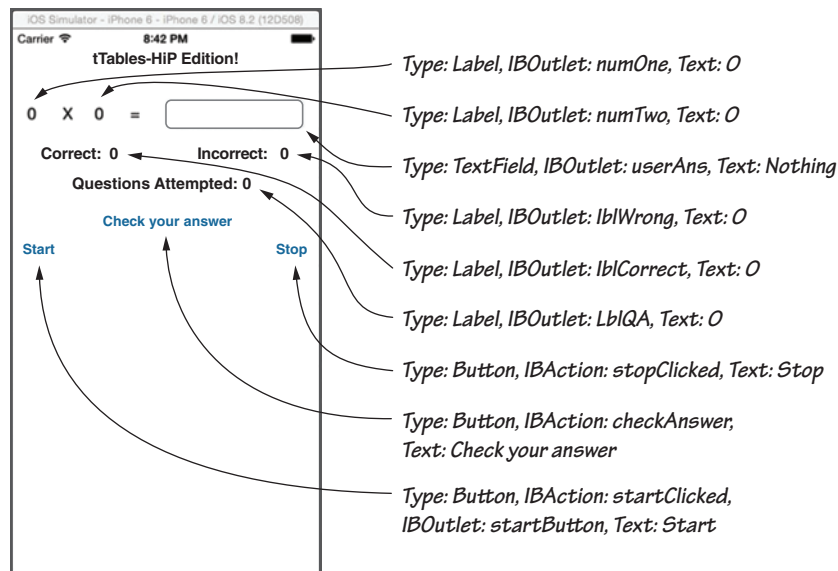 iOS Simulator - iPhone 6 - iPhone 6 / iOS 8.2 (12D508)
Carrier 8:42 PM
tTables-HiP Edition!
0 X 0 =
Correct: 0 Incorrect: 0
Questions Attempted: 0
Check your answer
Start Stop
Type: Label, IBOutlet: numOne, Text: 0
Type: Label, IBOutlet: numTwo, Text: 0
Type: TextField, IBOutlet: userAns, Text: Nothing
Type: Label, IBOutlet: lblWrong, Text: 0
Type: Label, IBOutlet: lblCorrect, Text: 0
Type: Label, IBOutlet: LblQA, Text: 0
Type: Button, IBAction: stopClicked, Text: Stop
Type: Button, IBAction: checkAnswer,
Text: Check your answer
Type: Button, IBAction: startClicked,
IBOutlet: startButton, Text: Start